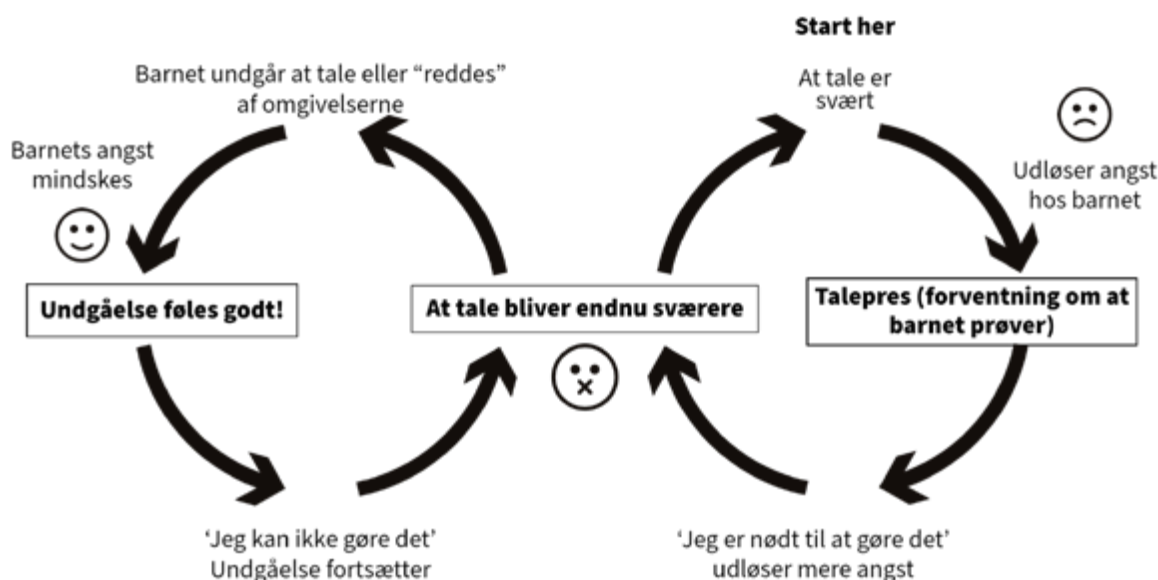 Start her
At tale er
svært
Udløser angst
hos barnet
Talepres (forventning om at
barnet prøver)
‘Jeg er nødt til at gøre det’
udløser mere angst
At tale bliver endnu sværere
Barnet undgår at tale eller “reddes”
af omgivelserne
Barnets angst
mindskes
Undgåelse føles godt!
‘Jeg kan ikke gøre det’
Undgåelse fortsætter